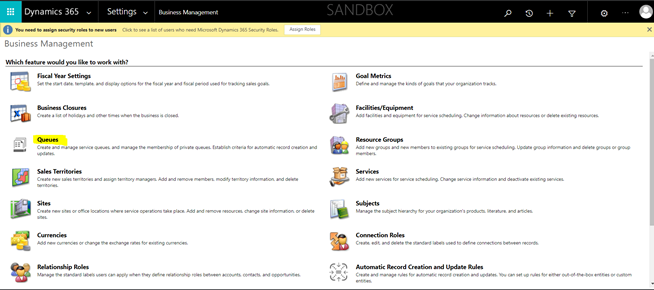 Dynamics 365 Settings Business Management SANDBOX
You need to assign security roles to new users Click to see a list of users who need Microsoft Dynamics 365 Security Roles. Assign Roles
Business Management
Which feature would you like to work with?
Fiscal Year Settings
Set the start date, template, and display options for the fiscal year and fiscal period used for tracking sales goals.
Goal Metrics
Define and manage the kinds of goals that your organization tracks.
Business Closures
Create a list of holidays and other times when the business is closed.
Facilities/Equipment
Add facilities and equipment for service scheduling. Change information about resources or delete existing resources.
Queues
Create and manage service queues, and manage the membership of private queues. Establish criteria for automatic record creation and
updates.
Resource Groups
Add new groups and new members to existing groups for service scheduling. Update group information and delete groups or group
members.
Sales Territories
Create new sales territories and assign territory managers. Add and remove members, modify territory information, and delete
territories.
Services
Add new services for service scheduling. Change service information and deactivate existing services.
Sites
Create new sites or office locations where service operations take place. Add and remove resources, change site information, or delete
sites.
Subjects
Manage the subject hierarchy for your organization's products, literature, and articles.
Currencies
Add new currencies or change the exchange rates for existing currencies.
Connection Roles
Create, edit, and delete the standard labels used to define connections between records.
Relationship Roles
Manage the standard labels users can apply when they define relationship roles between accounts, contacts, and opportunities.
Automatic Record Creation and Update Rules
Create and manage rules for automatic record creation and updates. You can set up rules for either out-of-the-box entities or custom
entities.